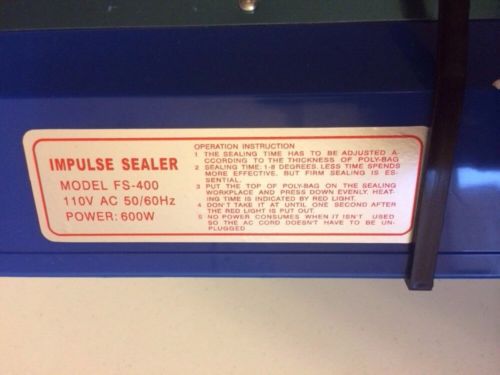 IMPULSE SEALER
MODEL FS-400
110V AC 50/60Hz
POWER: 600W
OPERATION INSTRUCTION
1 THE SEALING TIME HAS TO BE ADJUSTED A-
CCORDING TO THE THICKNESS OF POLY-BAG
2 SEALING TIME: 1-8 DEGREES. LESS TIME SPENDS
MORE EFFECTIVE. BUT FIRM SEALING IS ES-
SENTIAL.
3 PUT THE TOP OF POLY-BAG ON THE SEALING
WORKPLACE AND PRESS DOWN EVENLY. HEAT-
ING TIME IS INDICATED BY RED LIGHT.
4 DON'T TAKE IT AT UNTIL ONE SECOND AFTER
THE RED LIGHT IS PUT OUT.
5 NO POWER CONSUMES WHEN IT ISN'T USED
SO THE AC CORD DOESN'T HAVE TO BE UN-
PLUGGED